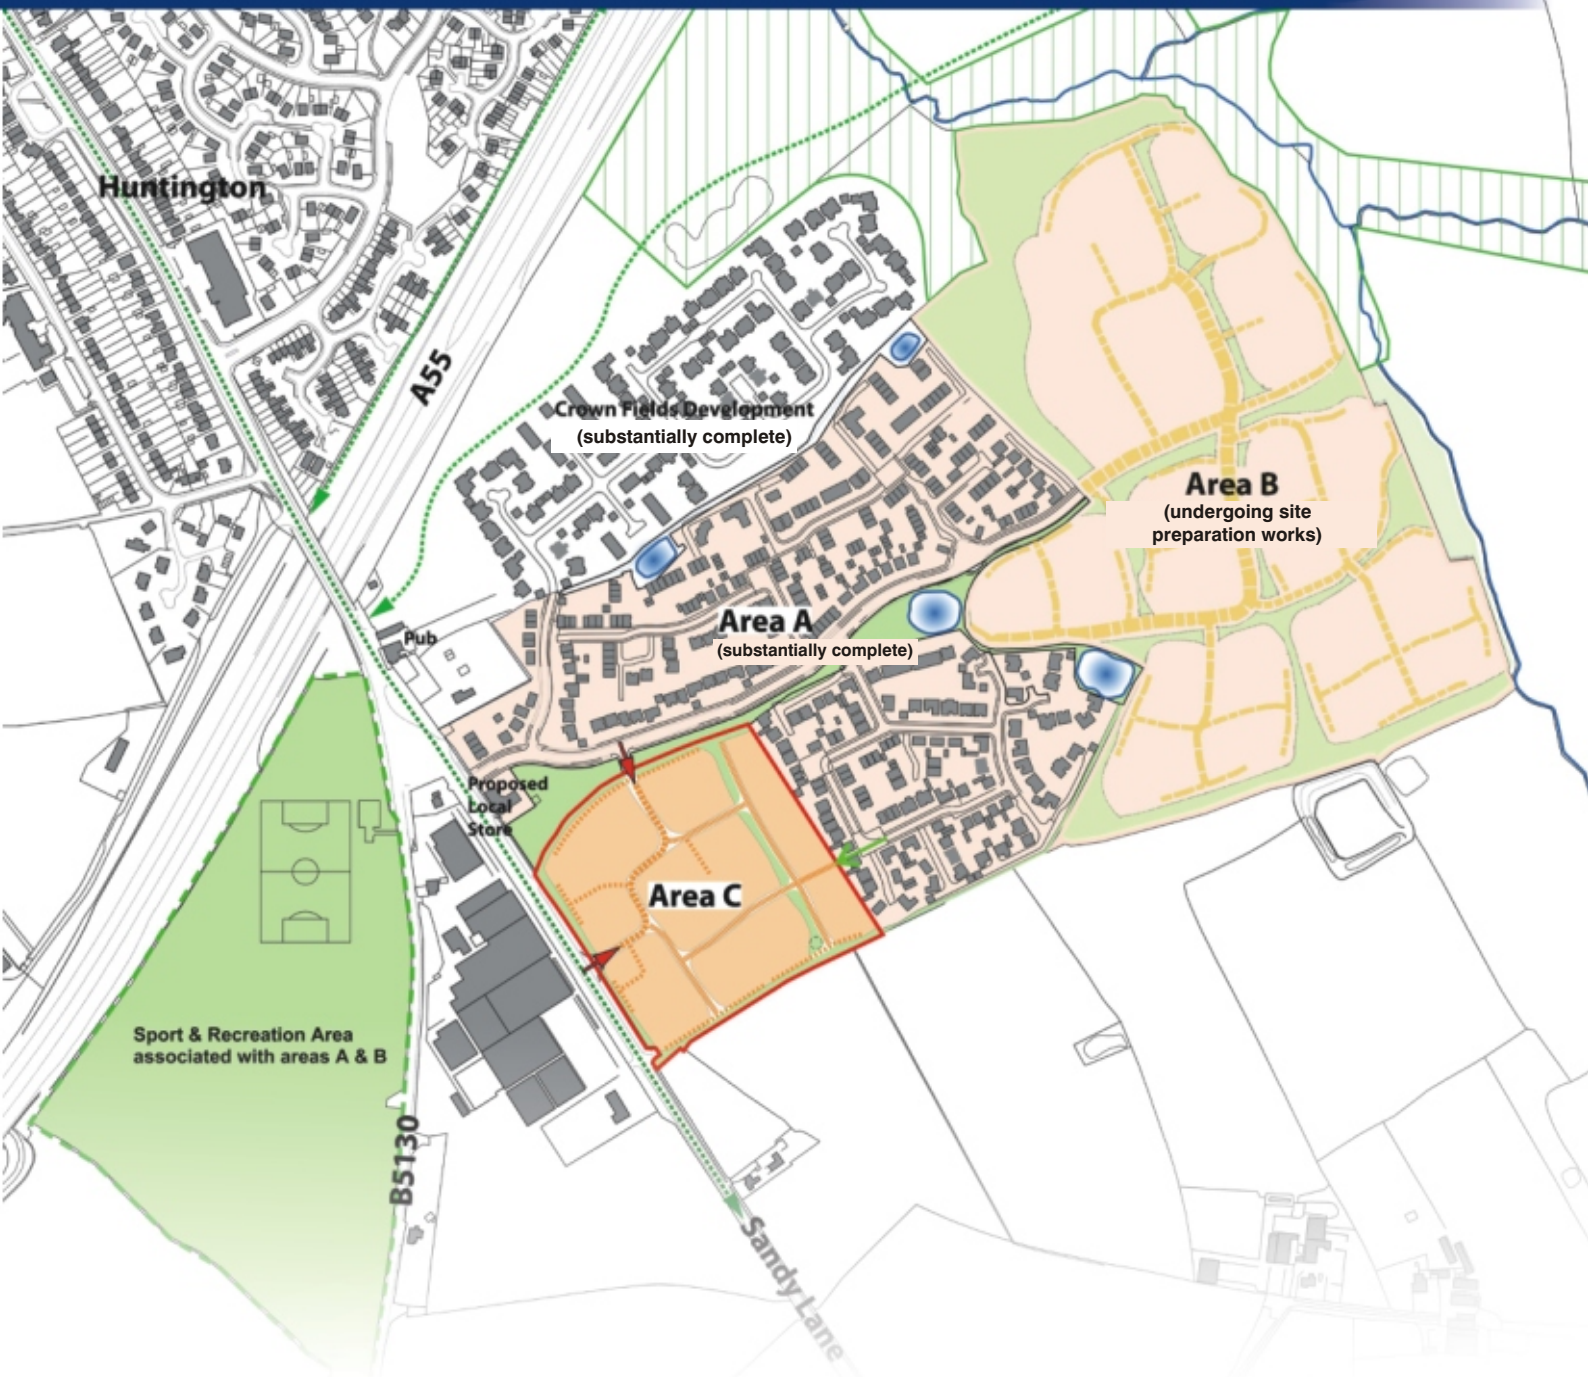 Huntington
A55
Crown Fields Development
(substantially complete)
Area B
(undergoing site
preparation works)
Area A
(substantially complete)
Pub
Proposed
Local
Store
Area C
Sport & Recreation Area
associated with areas A & B
B5130
Sandy Lane